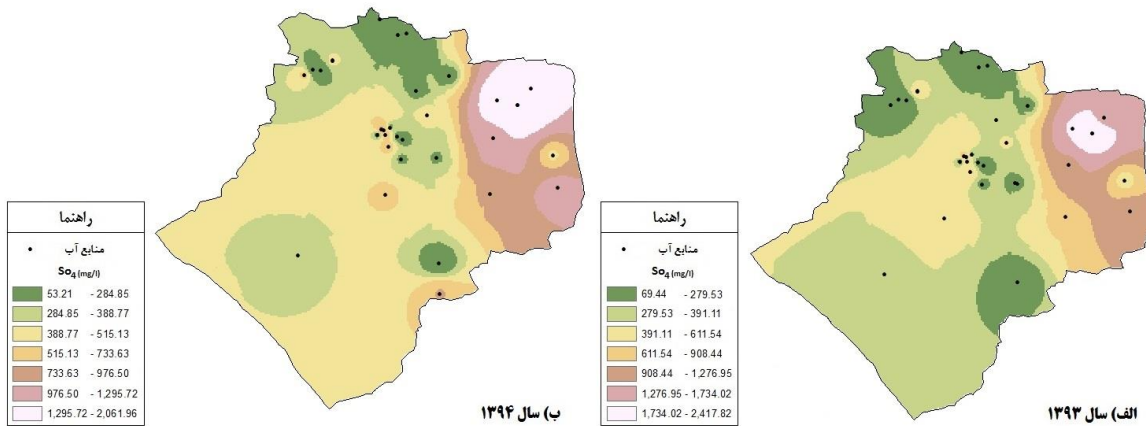 راهنما
منابع آب
So4 (mg/l)
69.44 - 279.53
279.53 - 391.11
391.11 - 611.54
611.54 - 908.44
908.44 - 1,276.95
1,276.95 - 1,734.02
1,734.02 - 2,417.82
الف) سال ۱۳۹۳
راهنما
منابع آب
So4 (mg/l)
53.21 - 284.85
284.85 - 388.77
388.77 - 515.13
515.13 - 733.63
733.63 - 976.50
976.50 - 1,295.72
1,295.72 - 2,061.96
ب) سال ۱۳۹۴